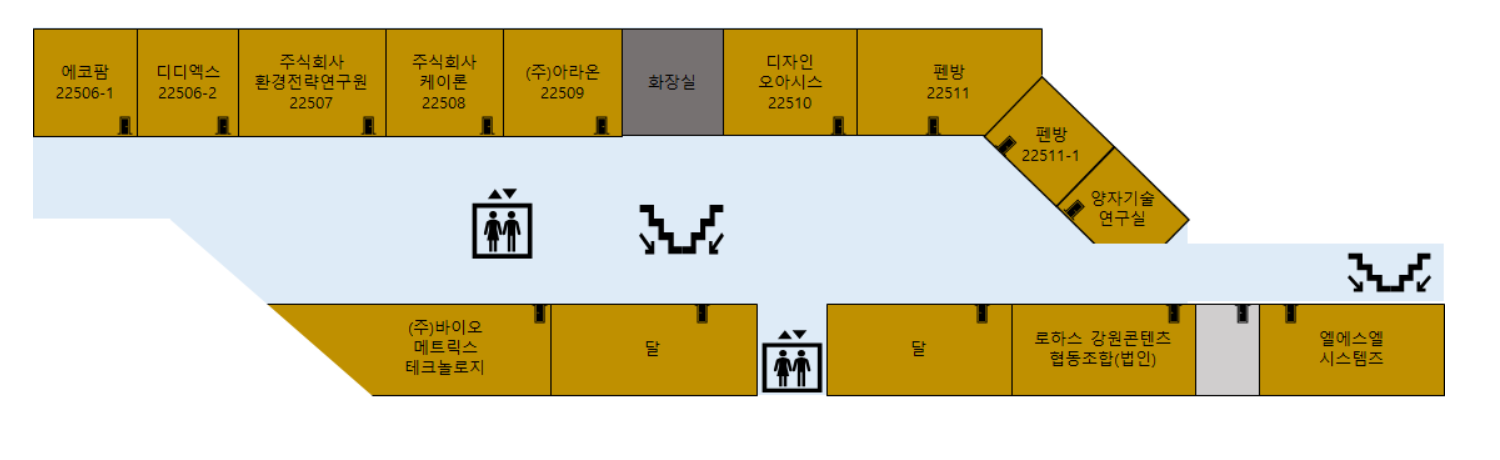 에코팜
22506-1
디디엑스
22506-2
주식회사
환경전략연구원
22507
주식회사
케이론
22508
(주)아라온
22509
화장실
디자인
오아시스
22510
펜방
22511
펜방
22511-1
양자기술
연구실
(주)바이오
메트릭스
테크놀로지
달
달
로하스 강원콘텐츠
협동조합(법인)
엘에스엘
시스템즈